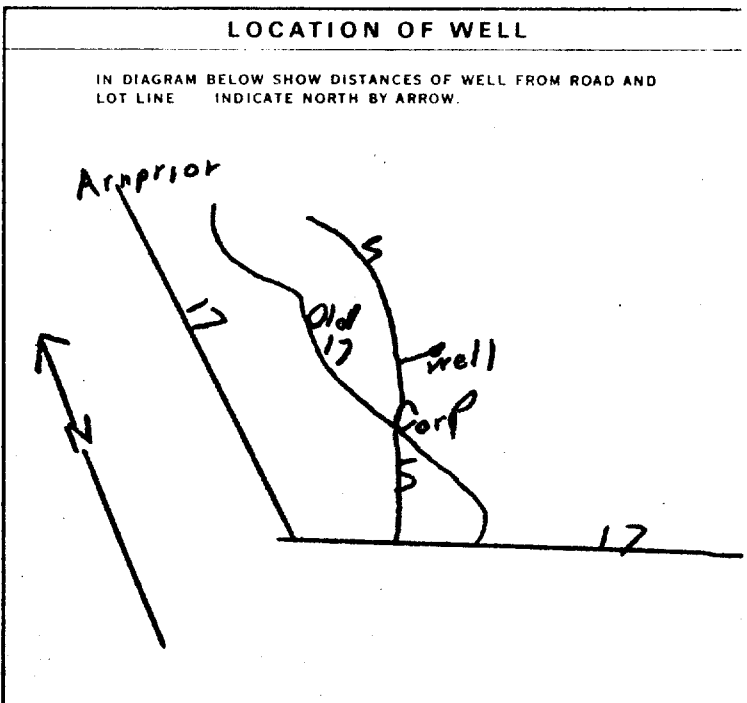 LOCATION OF WELL
IN DIAGRAM BELOW SHOW DISTANCES OF WELL FROM ROAD AND
LOT LINE INDICATE NORTH BY ARROW.
Arnprior
5
17
Old
17
Well
N
Corp
5
17